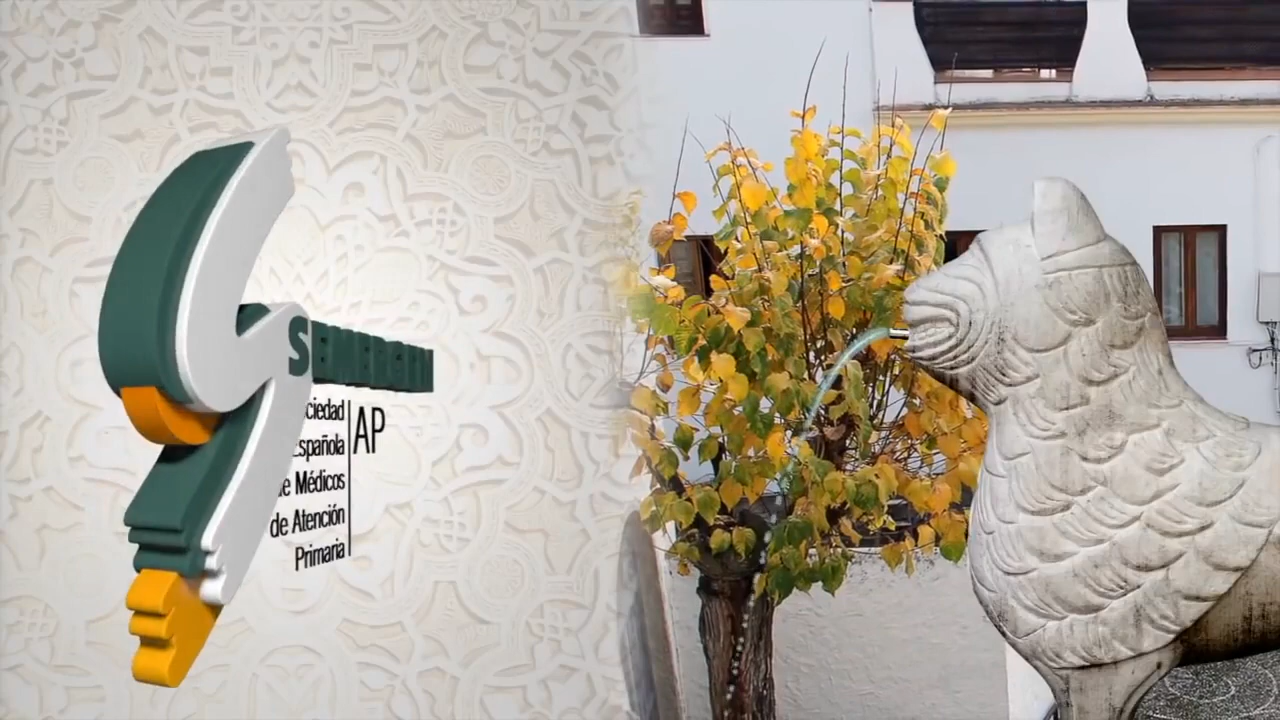 SEMERGEN
ciedad
spañola
e Médicos
de Atención
Primaria
AP